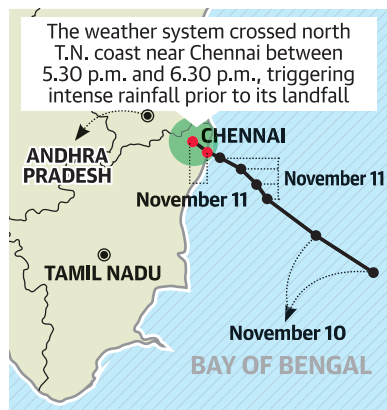 The weather system crossed north
T.N. coast near Chennai between
5.30 p.m. and 6.30 p.m., triggering
intense rainfall prior to its landfall
CHENNAI
ANDHRA
PRADESH
November 11
November 11
TAMIL NADU
November 10
BAY OF BENGAL